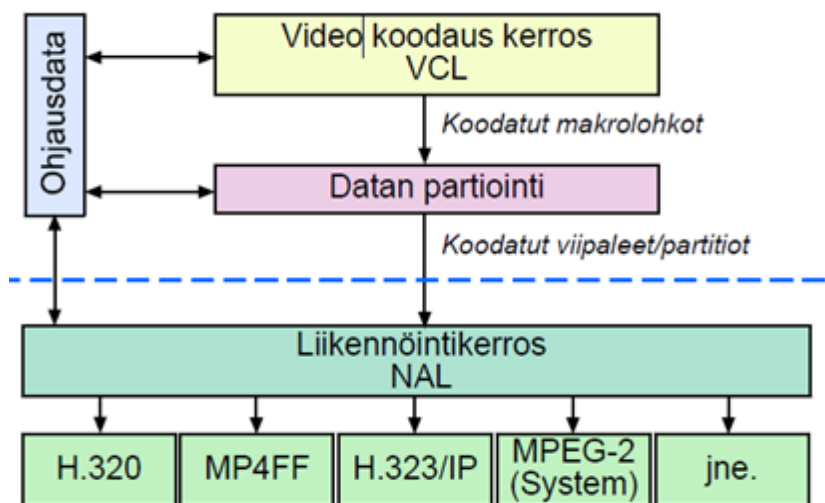 Video koodaus kerros
VCL
Ohjausdata
Koodatut makrolohkot
Datan partiointi
Koodatut viipaleet/partitiot
Liikennöintikerros
NAL
H.320
MP4FF
H.323/IP
MPEG-2
(System)
jne.